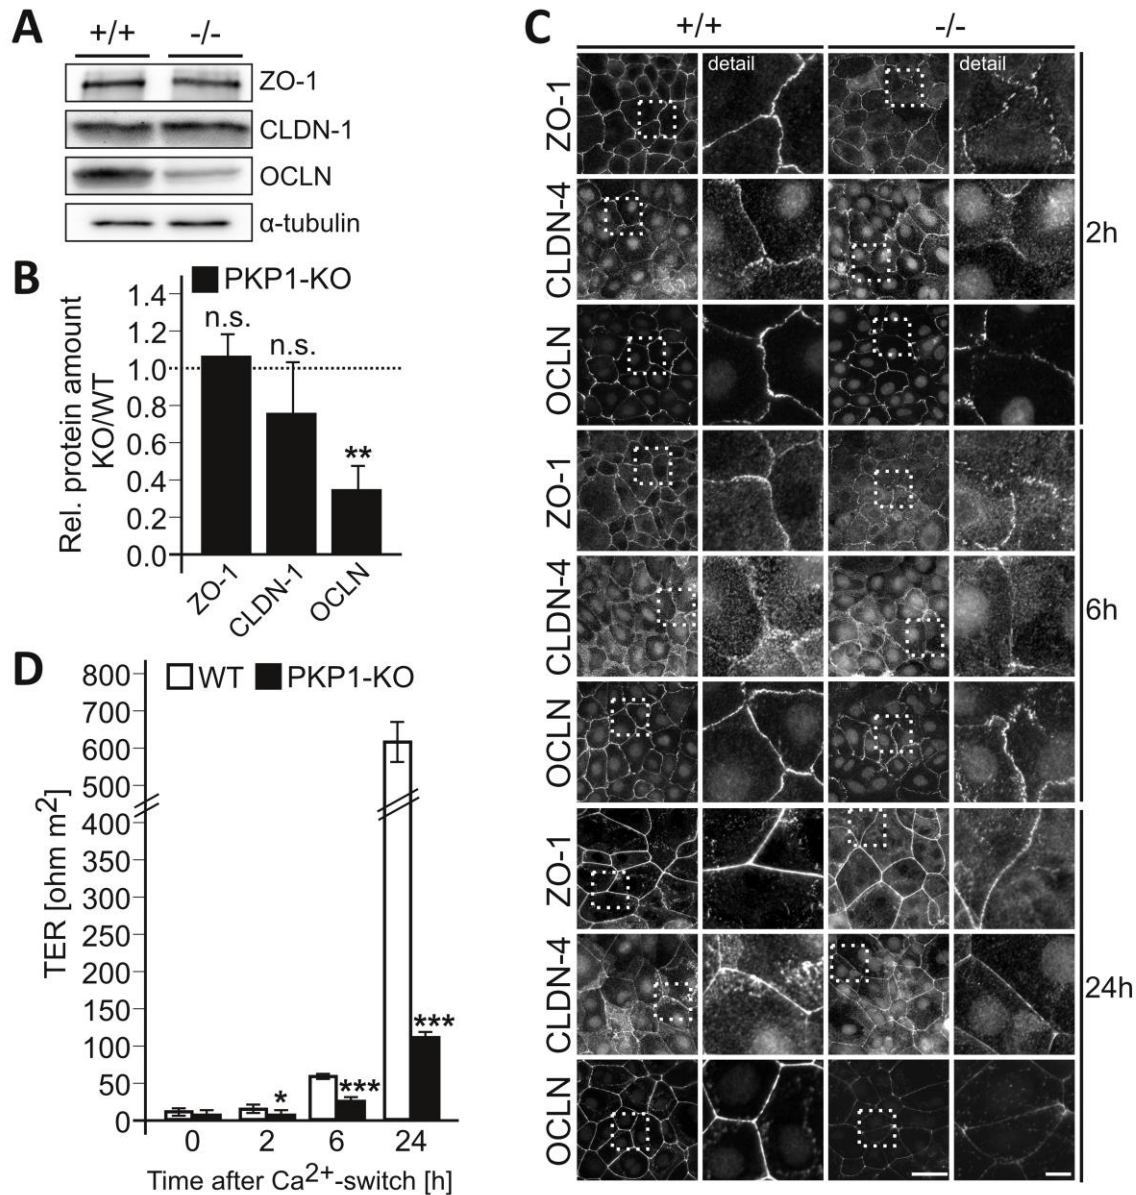 A
+/+ -/-
ZO-1
CLDN-1
OCLN
α-tubulin
B
PKP1-KO
Rel. protein amount
KO/WT
1.4
1.2
1.0
0.8
0.6
0.4
0.2
0.0
n.s.
n.s.
**
ZO-1
CLDN-1
OCLN
C
+/+ -/-
detail detail
ZO-1
CLDN-4
OCLN
2h
ZO-1
CLDN-4
OCLN
6h
ZO-1
CLDN-4
OCLN
24h
D
WT PKP1-KO
TER [ohm m²]
800
700
600
500
400
350
300
250
200
150
100
50
0
*
***
***
0 2 6 24
Time after Ca²⁺-switch [h]